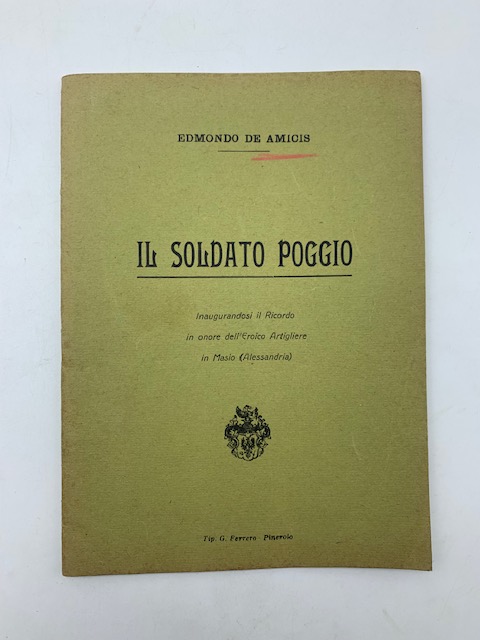 EDMONDO DE AMICIS
IL SOLDATO POGGIO
Inaugurandosi il Ricordo
in onore dell'Eroico Artigliere
in Masio (Alessandria)
Tip. G. Ferrero Pinerolo